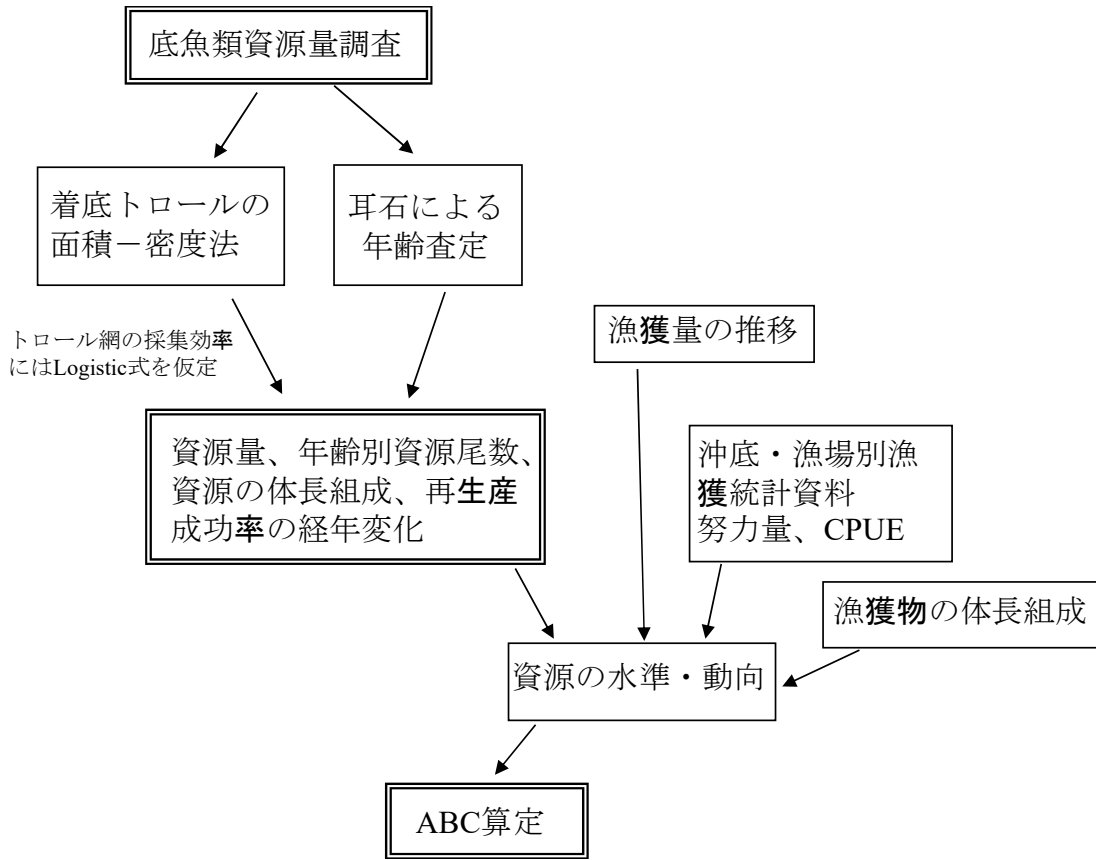 底魚類資源量調査
着底トロールの
面積－密度法
耳石による
年齢査定
トロール網の採集効率
にはLogistic式を仮定
漁獲量の推移
資源量、年齢別資源尾数、
資源の体長組成、再生産
成功率の経年変化
沖底・漁場別漁
獲統計資料
努力量、CPUE
漁獲物の体長組成
資源の水準・動向
ABC算定